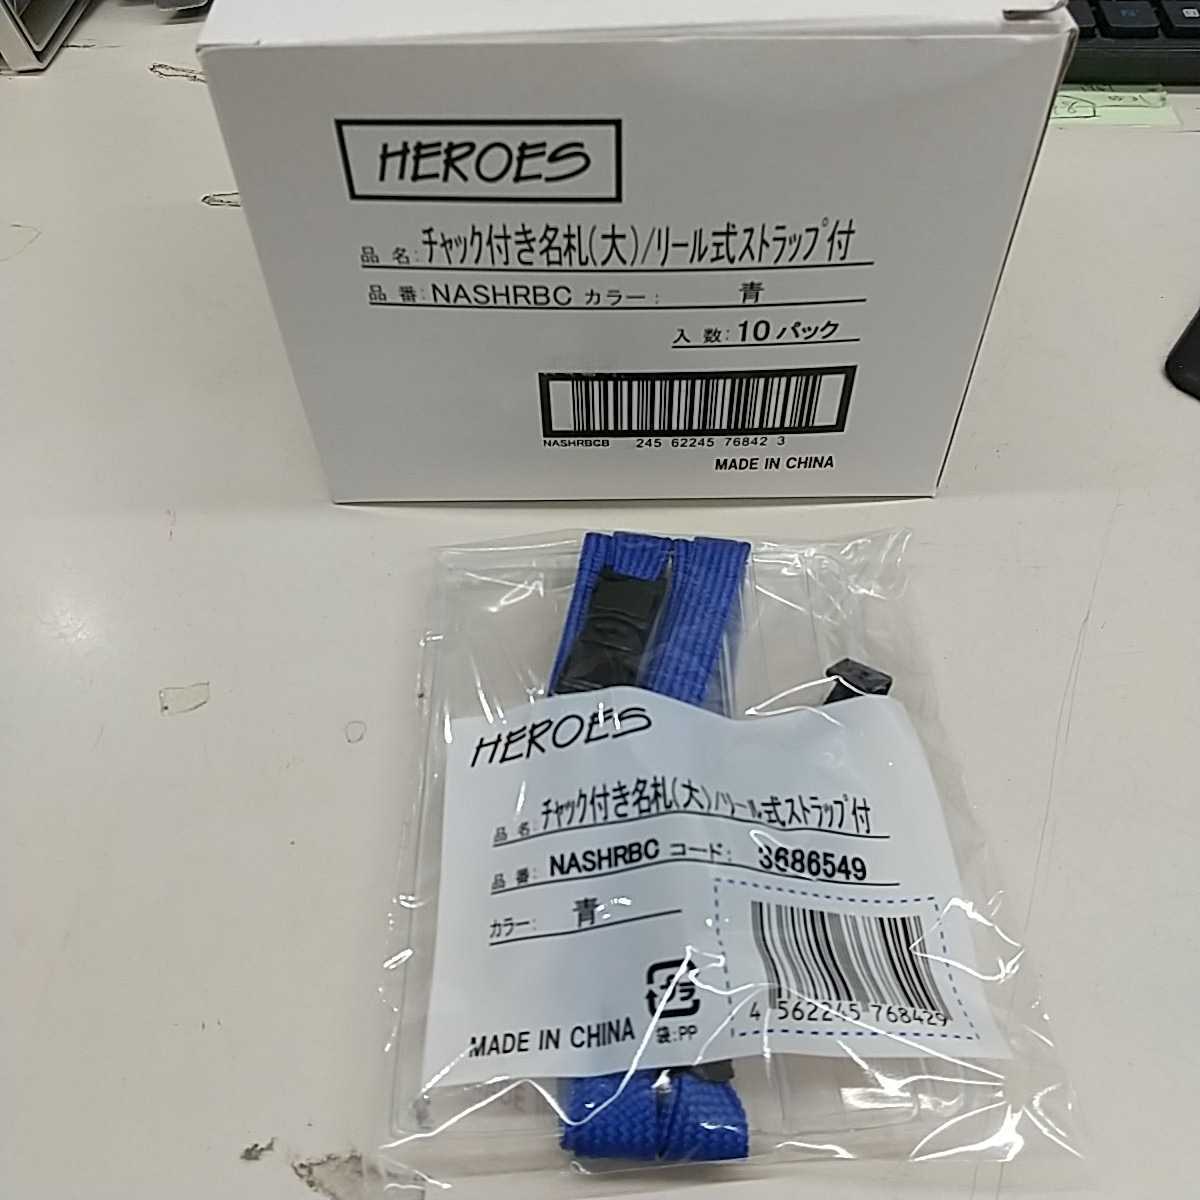 HEROES
品 名: チャック付き名札(大)/リール式ストラップ付
品 番: NASHRBC カラー: 青
入 数: 10 パック
NASHRBCB 245 62245 76842 3
MADE IN CHINA
HEROES
品 名: チャック付き名札(大)/リール式ストラップ付
品 番: NASHRBC コード: 3686549
カラー: 青
4 562245 768429
プラ
袋:PP
MADE IN CHINA